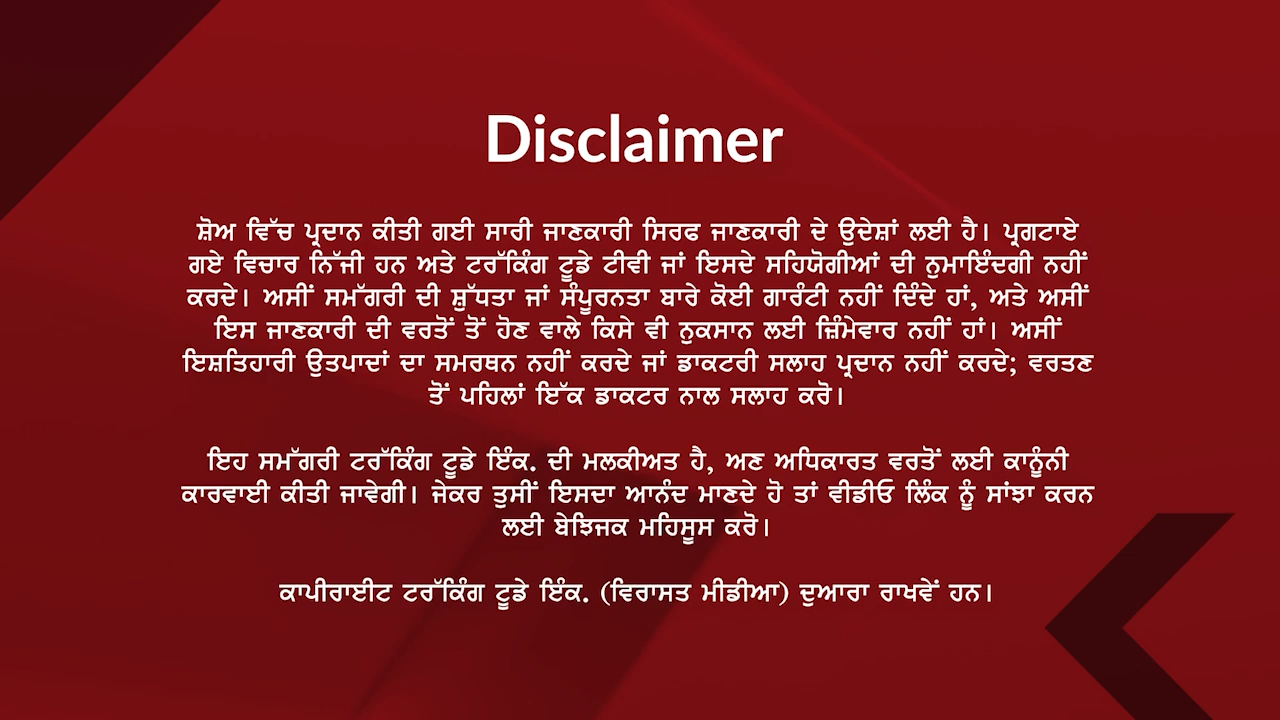 Disclaimer
ਸ਼ੋਅ ਵਿੱਚ ਪ੍ਰਦਾਨ ਕੀਤੀ ਗਈ ਸਾਰੀ ਜਾਣਕਾਰੀ ਸਿਰਫ ਜਾਣਕਾਰੀ ਦੇ ਉਦੇਸ਼ਾਂ ਲਈ ਹੈ। ਪ੍ਰਗਟਾਏ
ਗਏ ਵਿਚਾਰ ਨਿੱਜੀ ਹਨ ਅਤੇ ਟਰੱਕਿੰਗ ਟੂਡੇ ਟੀਵੀ ਜਾਂ ਇਸਦੇ ਸਹਿਯੋਗੀਆਂ ਦੀ ਨੁਮਾਇੰਦਗੀ ਨਹੀਂ
ਕਰਦੇ। ਅਸੀਂ ਸਮੱਗਰੀ ਦੀ ਸ਼ੁੱਧਤਾ ਜਾਂ ਸੰਪੂਰਨਤਾ ਬਾਰੇ ਕੋਈ ਗਾਰੰਟੀ ਨਹੀਂ ਦਿੰਦੇ ਹਾਂ, ਅਤੇ ਅਸੀਂ
ਇਸ ਜਾਣਕਾਰੀ ਦੀ ਵਰਤੋਂ ਤੋਂ ਹੋਣ ਵਾਲੇ ਕਿਸੇ ਵੀ ਨੁਕਸਾਨ ਲਈ ਜ਼ਿੰਮੇਵਾਰ ਨਹੀਂ ਹਾਂ। ਅਸੀਂ
ਇਸ਼ਤਿਹਾਰੀ ਉਤਪਾਦਾਂ ਦਾ ਸਮਰਥਨ ਨਹੀਂ ਕਰਦੇ ਜਾਂ ਡਾਕਟਰੀ ਸਲਾਹ ਪ੍ਰਦਾਨ ਨਹੀਂ ਕਰਦੇ; ਵਰਤਣ
ਤੋਂ ਪਹਿਲਾਂ ਇੱਕ ਡਾਕਟਰ ਨਾਲ ਸਲਾਹ ਕਰੋ।
ਇਹ ਸਮੱਗਰੀ ਟਰੱਕਿੰਗ ਟੂਡੇ ਇੰਕ. ਦੀ ਮਲਕੀਅਤ ਹੈ, ਅਣ ਅਧਿਕਾਰਤ ਵਰਤੋਂ ਲਈ ਕਾਨੂੰਨੀ
ਕਾਰਵਾਈ ਕੀਤੀ ਜਾਵੇਗੀ। ਜੇਕਰ ਤੁਸੀਂ ਇਸਦਾ ਆਨੰਦ ਮਾਣਦੇ ਹੋ ਤਾਂ ਵੀਡੀਓ ਲਿੰਕ ਨੂੰ ਸਾਂਝਾ ਕਰਨ
ਲਈ ਬੇਝਿਜਕ ਮਹਿਸੂਸ ਕਰੋ।
ਕਾਪੀਰਾਈਟ ਟਰੱਕਿੰਗ ਟੂਡੇ ਇੰਕ. (ਵਿਰਾਸਤ ਮੀਡੀਆ) ਦੁਆਰਾ ਰਾਖਵੇਂ ਹਨ।